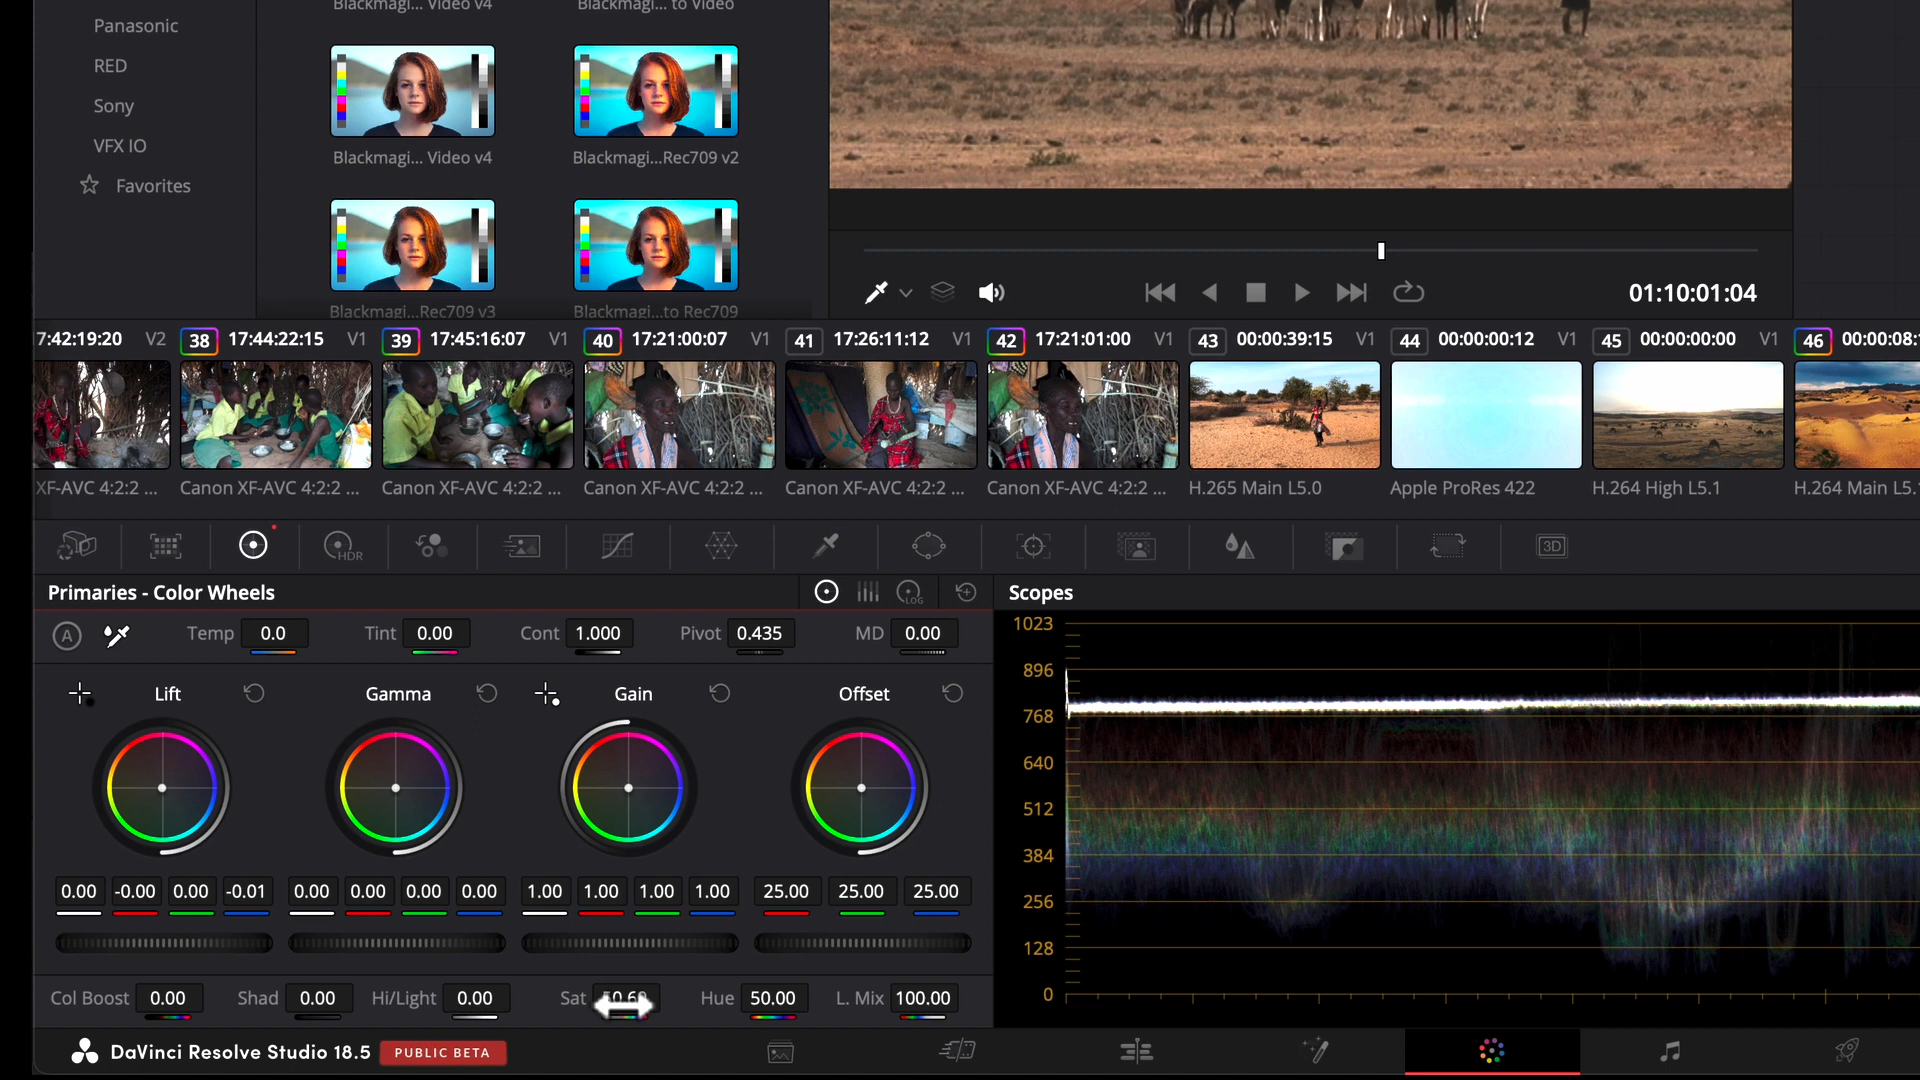 Panasonic
RED
Sony
VFX IO
Favorites
Blackmagi... Video v4
Blackmagi... to Video
Blackmagi... Video v4
Blackmagi...Rec709 v2
Blackmagi...Rec709 v3
Blackmagi...to Rec709
01:10:01:04
7:42:19:20 V2
38 17:44:22:15 V1
39 17:45:16:07 V1
40 17:21:00:07 V1
41 17:26:11:12 V1
42 17:21:01:00 V1
43 00:00:39:15 V1
44 00:00:00:12 V1
45 00:00:00:00 V1
46 00:00:08:
XF-AVC 4:2:2 ...
Canon XF-AVC 4:2:2 ...
Canon XF-AVC 4:2:2 ...
Canon XF-AVC 4:2:2 ...
Canon XF-AVC 4:2:2 ...
Canon XF-AVC 4:2:2 ...
H.265 Main L5.0
Apple ProRes 422
H.264 High L5.1
H.264 Main L5.
HDR
3D
Primaries - Color Wheels
LOG
Scopes
A
Temp 0.0 Tint 0.00 Cont 1.000 Pivot 0.435 MD 0.00
Lift Gamma Gain Offset
0.00 -0.00 0.00 -0.01 0.00 0.00 0.00 0.00 1.00 1.00 1.00 1.00 25.00 25.00 25.00
Col Boost 0.00 Shad 0.00 Hi/Light 0.00 Sat Hue 50.00 L. Mix 100.00
1023
896
768
640
512
384
256
128
0
DaVinci Resolve Studio 18.5 PUBLIC BETA